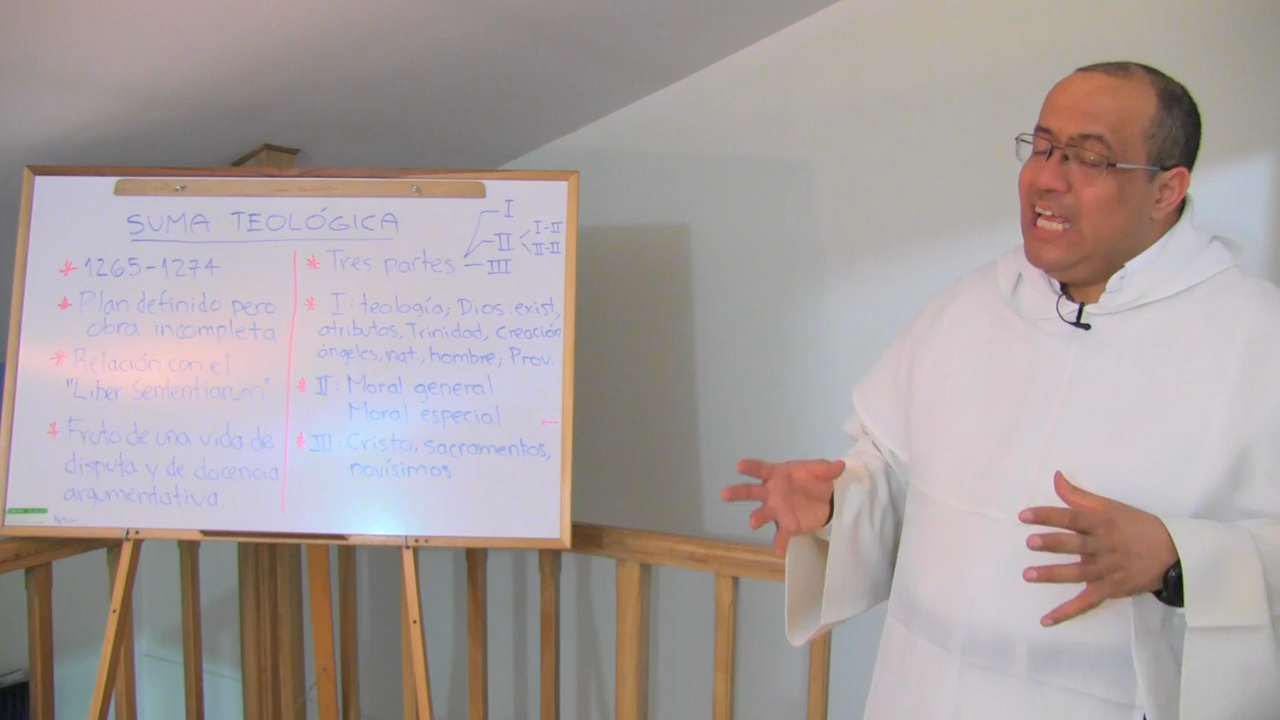 SUMA TEOLÓGICA
* 1265-1274
* Plan definido pero
obra incompleta
* Relación con el
"Liber Sententiarum"
* Fruto de una vida de
disputa y de docencia
argumentativa
* Tres partes
I
II
I-II
II-II
III
* I: teología; Dios: exist,
atributos, Trinidad, Creación
ángeles, nat., hombre; Prov.
* II: Moral general
Moral especial
* III: Cristo, sacramentos,
novísimos